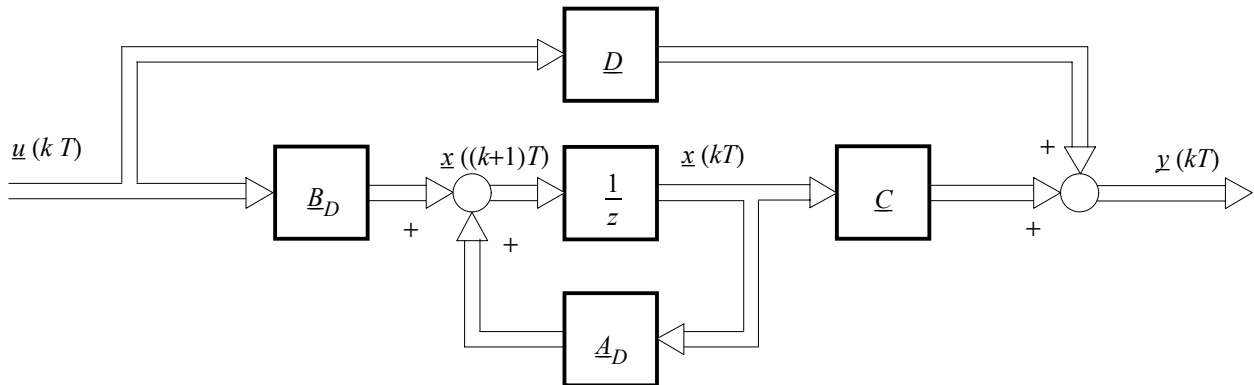 D
u (k T)
B_D
x ((k+1)T)
+
+
1
z
x (kT)
A_D
C
+
+
y (kT)